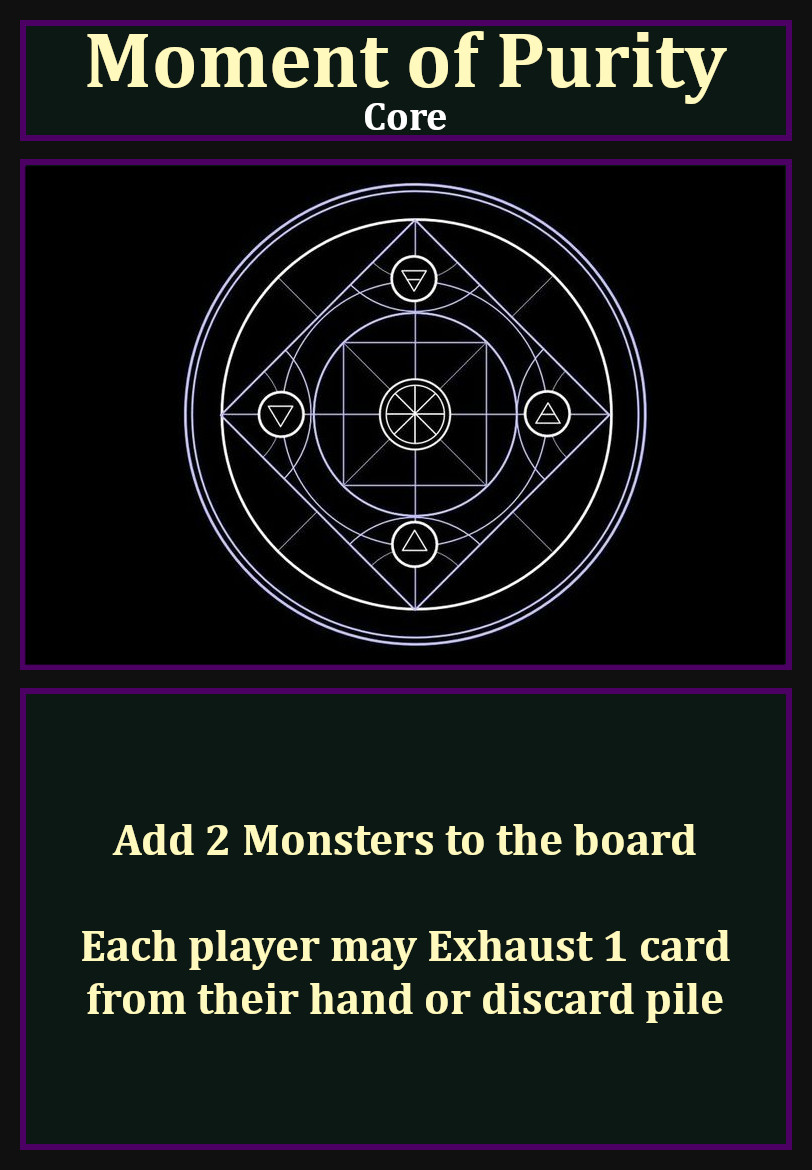 Moment of Purity
Core
Add 2 Monsters to the board
Each player may Exhaust 1 card
from their hand or discard pile